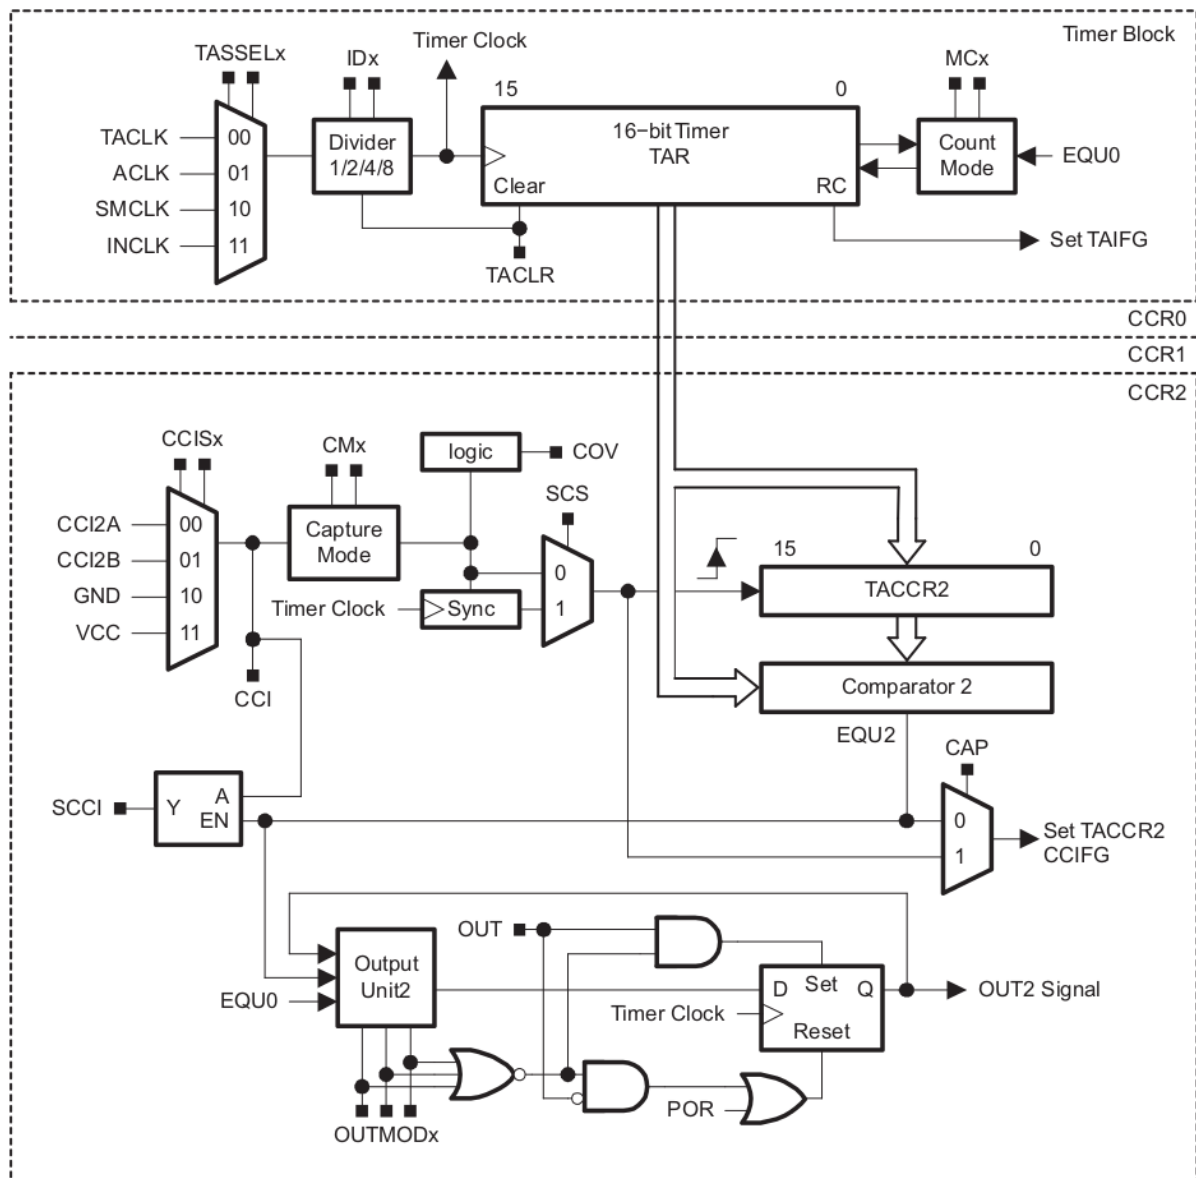 Timer Block
Timer Clock
TASSELx
IDx
MCx
15
0
TACLK
00
ACLK
01
SMCLK
10
INCLK
11
Divider
1/2/4/8
16−bit Timer
TAR
Clear
RC
Count
Mode
EQU0
Set TAIFG
TACLR
CCR0
CCR1
CCR2
CCISx
CMx
logic
COV
SCS
CCI2A
00
CCI2B
01
GND
10
VCC
11
Capture
Mode
0
1
Timer Clock
Sync
15
0
TACCR2
CCI
Comparator 2
EQU2
CAP
SCCI
Y
A
EN
0
1
Set TACCR2
CCIFG
OUT
Output
Unit2
EQU0
D
Set
Q
Timer Clock
Reset
OUT2 Signal
POR
OUTMODx